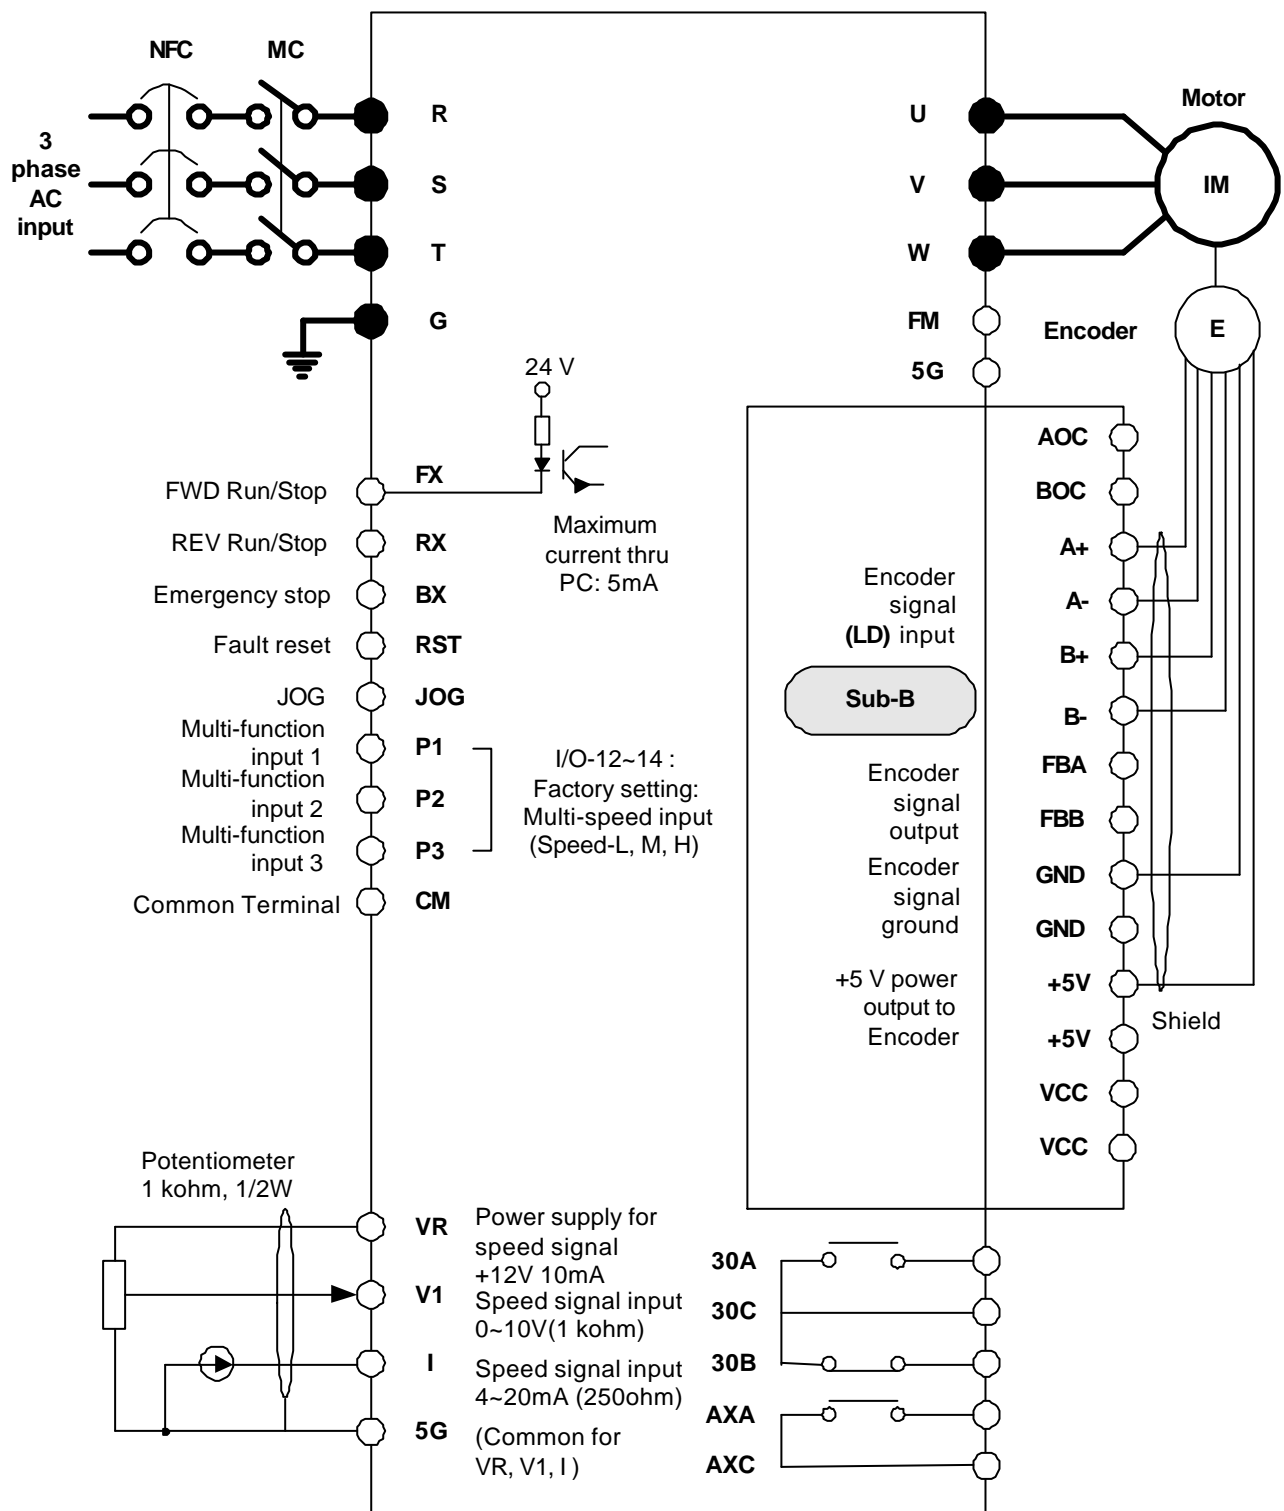 NFC
MC
3
phase
AC
input
R
S
T
G
U
V
W
FM
5G
Motor
IM
Encoder
E
24 V
FX
FWD Run/Stop
REV Run/Stop
RX
Emergency stop
BX
Fault reset
RST
JOG
JOG
Multi-function
input 1
P1
Multi-function
input 2
P2
Multi-function
input 3
P3
Common Terminal
CM
Maximum
current thru
PC: 5mA
I/O-12~14 :
Factory setting:
Multi-speed input
(Speed-L, M, H)
Encoder
signal
(LD) input
Sub-B
Encoder
signal
output
Encoder
signal
ground
+5 V power
output to
Encoder
AOC
BOC
A+
A-
B+
B-
FBA
FBB
GND
GND
+5V
+5V
VCC
VCC
Shield
Potentiometer
1 kohm, 1/2W
VR
Power supply for
speed signal
+12V 10mA
V1
Speed signal input
0~10V(1 kohm)
I
Speed signal input
4~20mA (250ohm)
5G
(Common for
VR, V1, I )
30A
30C
30B
AXA
AXC